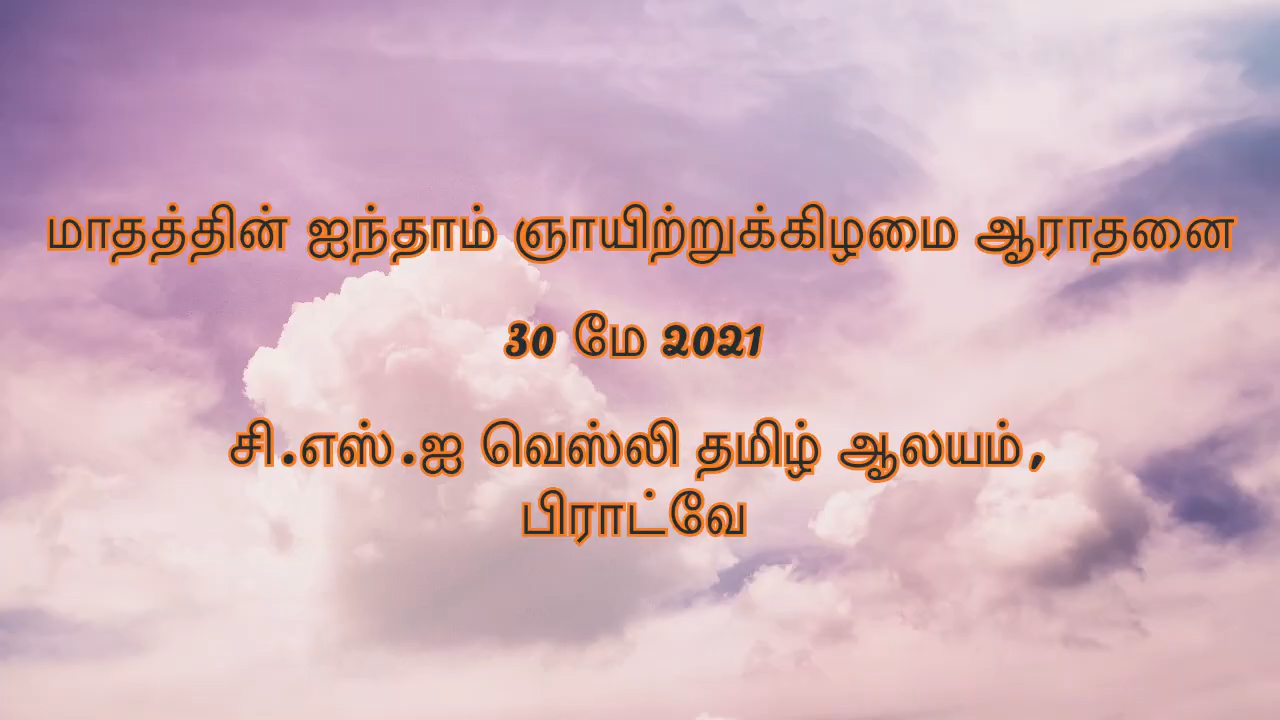 மாதத்தின் ஐந்தாம் ஞாயிற்றுக்கிழமை ஆராதனை
30 மே 2021
சி.எஸ்.ஐ வெஸ்லி தமிழ் ஆலயம்,
பிராட்வே